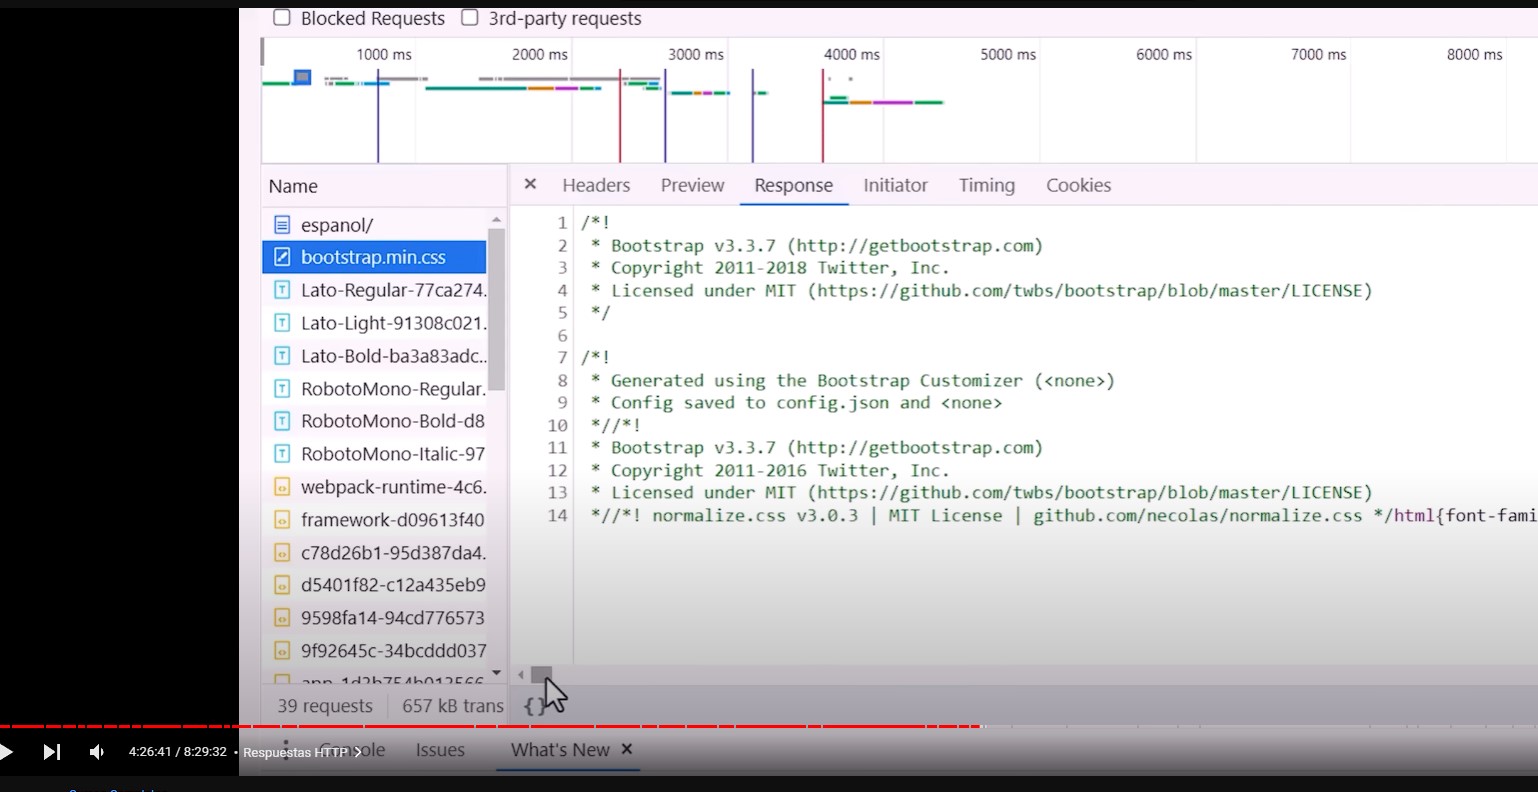 Blocked Requests 3rd-party requests
1000 ms 2000 ms 3000 ms 4000 ms 5000 ms 6000 ms 7000 ms 8000 ms
Name
× Headers Preview Response Initiator Timing Cookies
espanol/
bootstrap.min.css
Lato-Regular-77ca274.
Lato-Light-91308c021.
Lato-Bold-ba3a83adc..
RobotoMono-Regular.
RobotoMono-Bold-d8
RobotoMono-Italic-97
webpack-runtime-4c6.
framework-d09613f40
c78d26b1-95d387da4.
d5401f82-c12a435eb9
9598fa14-94cd776573
9f92645c-34bcddd037
1 /*!
2 * Bootstrap v3.3.7 (http://getbootstrap.com)
3 * Copyright 2011-2018 Twitter, Inc.
4 * Licensed under MIT (https://github.com/twbs/bootstrap/blob/master/LICENSE)
5 */
6
7 /*!
8 * Generated using the Bootstrap Customizer (<none>)
9 * Config saved to config.json and <none>
10 *//*!
11 * Bootstrap v3.3.7 (http://getbootstrap.com)
12 * Copyright 2011-2016 Twitter, Inc.
13 * Licensed under MIT (https://github.com/twbs/bootstrap/blob/master/LICENSE)
14 *//*! normalize.css v3.0.3 | MIT License | github.com/necolas/normalize.css */html{font-fami
39 requests 657 kB trans { }
4:26:41 / 8:29:32 • Respuestas HTTP >
Console Issues What's New ×